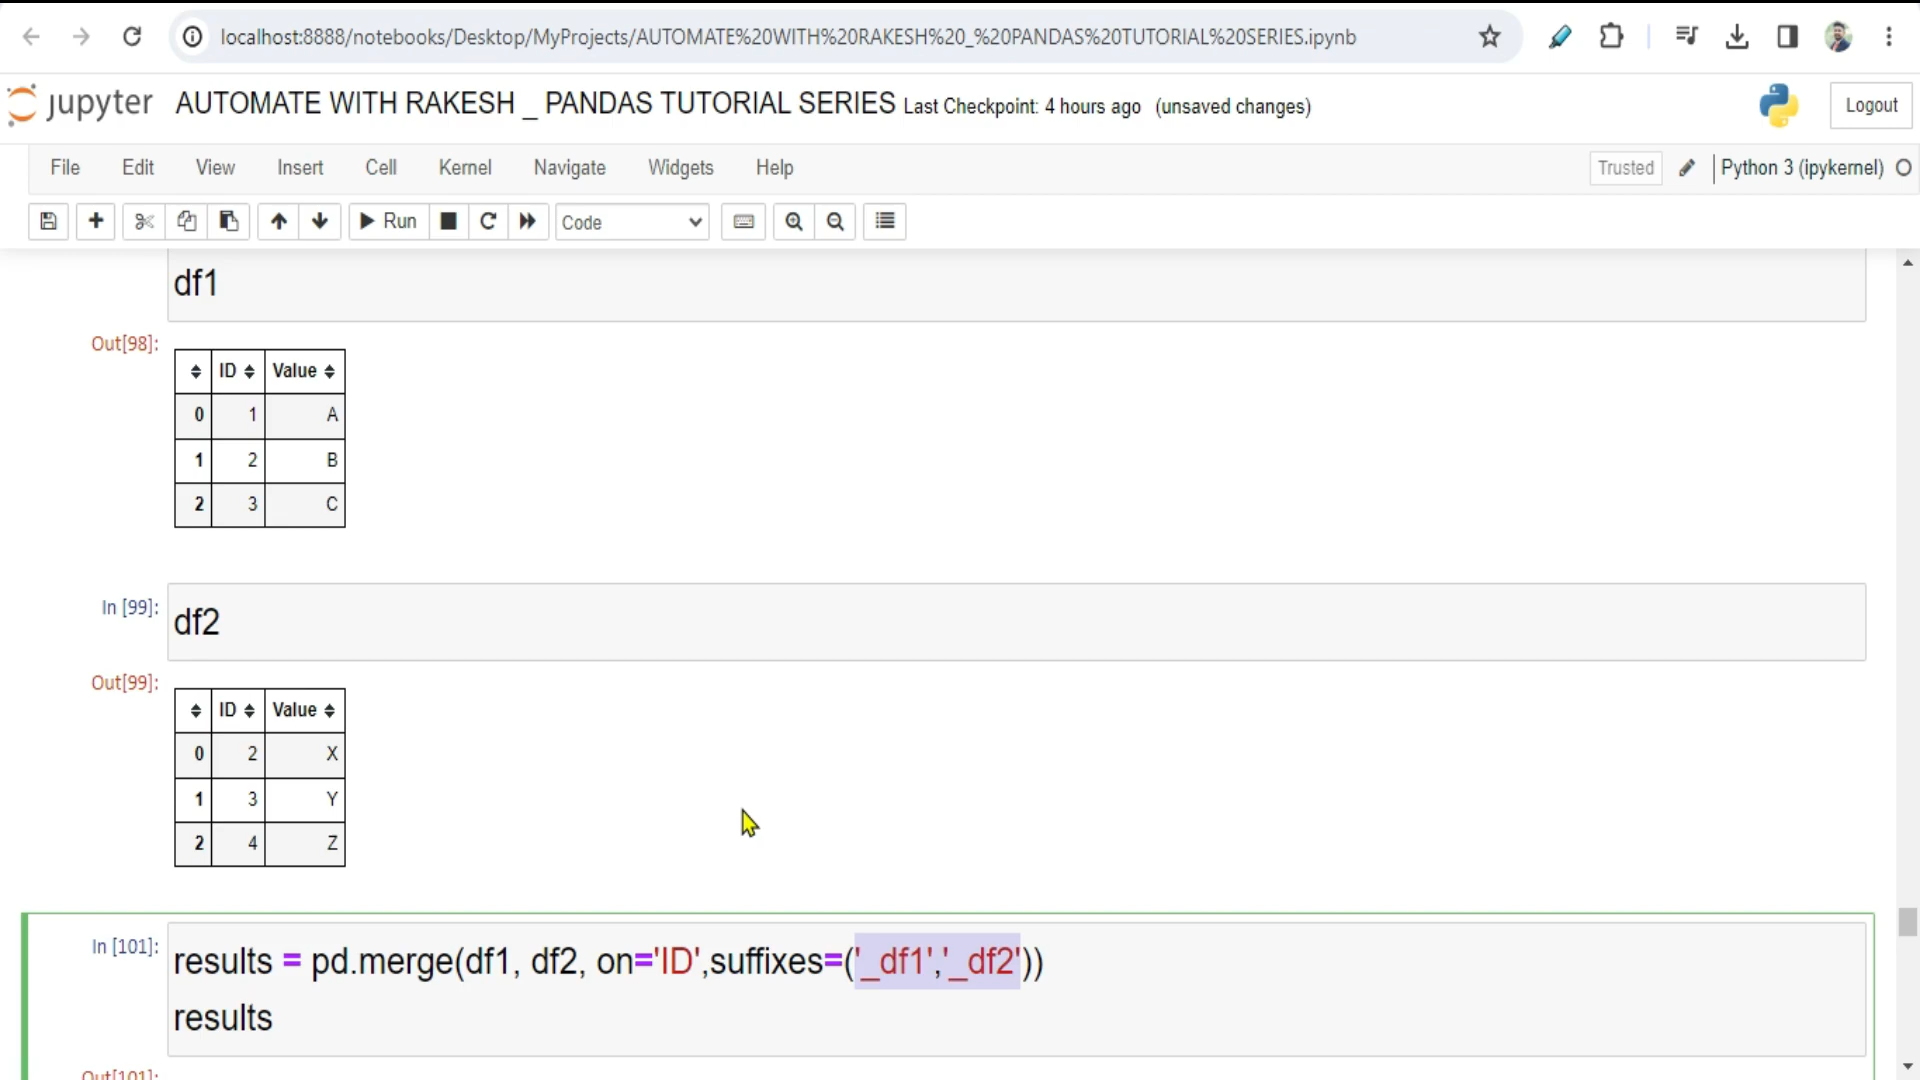 localhost:8888/notebooks/Desktop/MyProjects/AUTOMATE%20WITH%20RAKESH%20_%20PANDAS%20TUTORIAL%20SERIES.ipynb
jupyter AUTOMATE WITH RAKESH _ PANDAS TUTORIAL SERIES Last Checkpoint: 4 hours ago (unsaved changes) Logout
File Edit View Insert Cell Kernel Navigate Widgets Help Trusted Python 3 (ipykernel)
Run Code
df1
Out[98]:
ID Value
0 1 A
1 2 B
2 3 C
In [99]: df2
Out[99]:
ID Value
0 2 X
1 3 Y
2 4 Z
In [101]: results = pd.merge(df1, df2, on='ID',suffixes=('_df1','_df2'))
results
Out[101]: